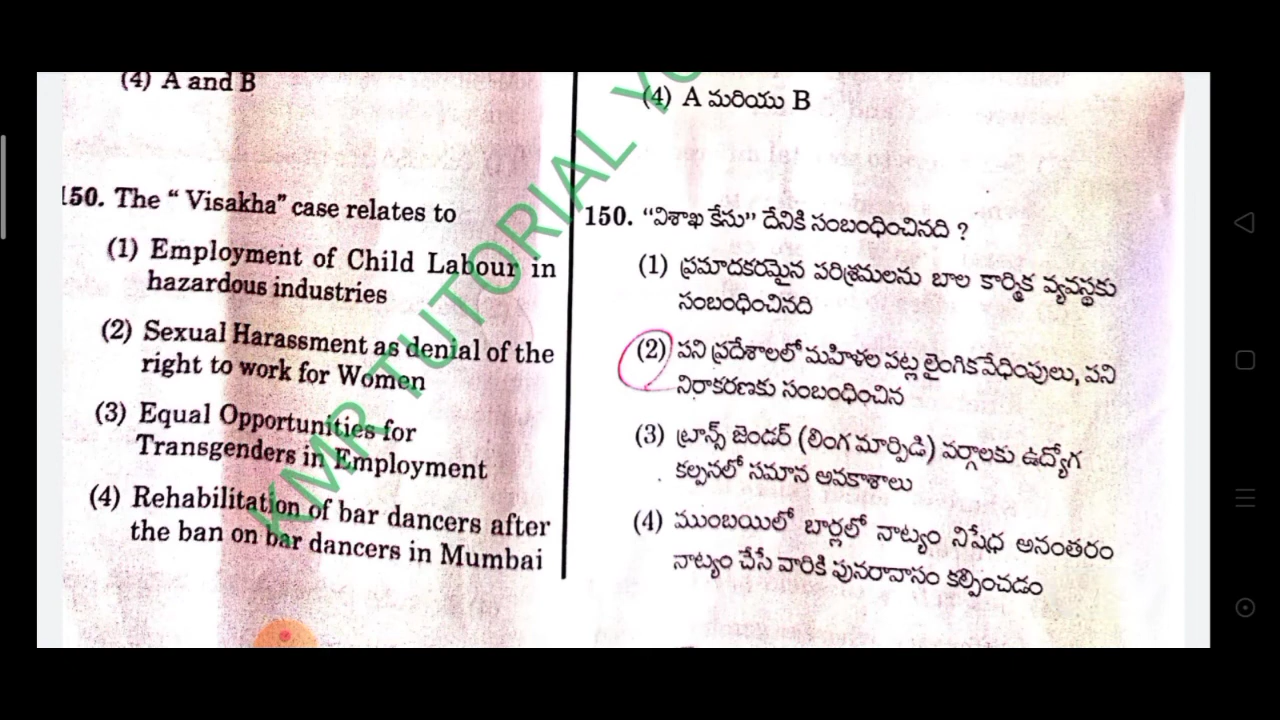 (4) A and B
150. The “ Visakha” case relates to
(1) Employment of Child Labour in
hazardous industries
(2) Sexual Harassment as denial of the
right to work for Women
(3) Equal Opportunities for
Transgenders in Employment
(4) Rehabilitation of bar dancers after
the ban on bar dancers in Mumbai
(4) A మరియు B
150. “విశాఖ కేసు” దేనికి సంబంధించినది ?
(1) ప్రమాదకరమైన పరిశ్రమలను బాల కార్మిక వ్యవస్థకు
సంబంధించినది
(2) పని ప్రదేశాలలో మహిళల పట్ల లైంగికవేధింపులు, పని
నిరాకరణకు సంబంధించిన
(3) ట్రాన్స్ జెండర్ (లింగ మార్పిడి) వర్గాలకు ఉద్యోగ
కల్పనలో సమాన అవకాశాలు
(4) ముంబయిలో బార్లలో నాట్యం నిషేధ అనంతరం
నాట్యం చేసే వారికి పునరావాసం కల్పించడం
KMR TUTORIAL